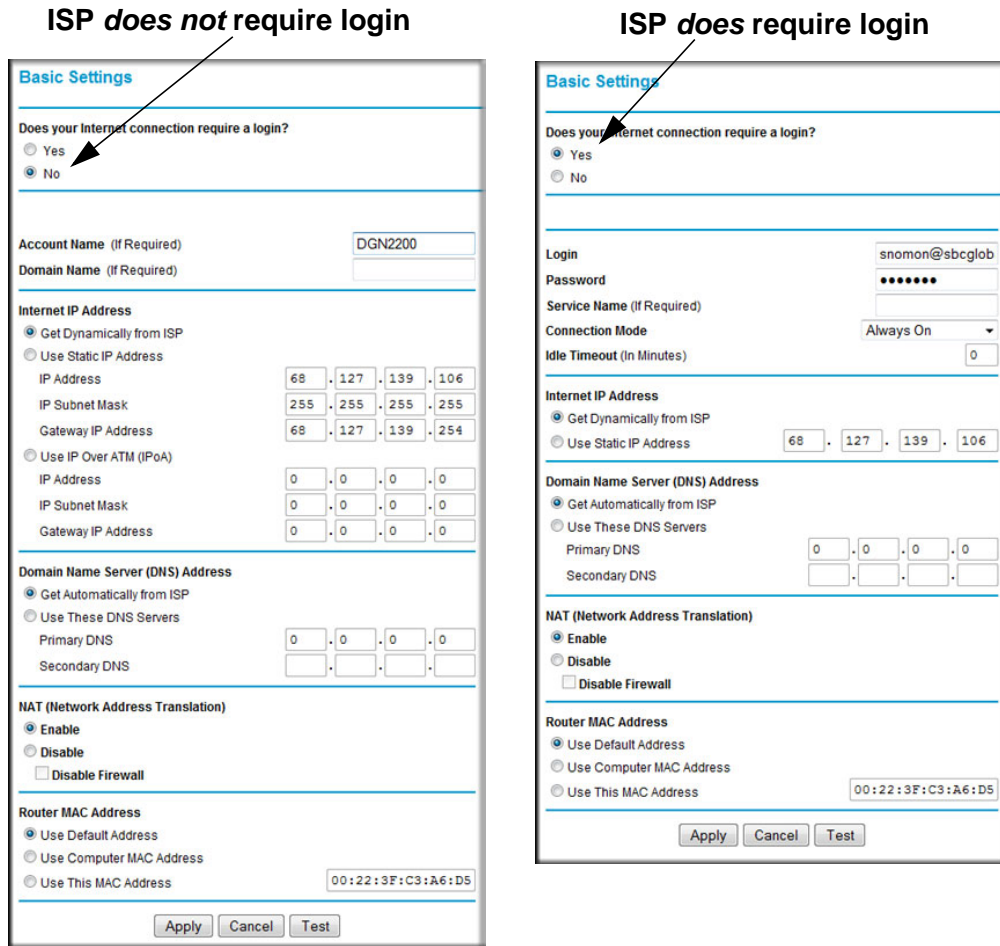 ISP does not require login
Basic Settings
Does your Internet connection require a login?
Yes
No
Account Name (If Required) DGN2200
Domain Name (If Required)
Internet IP Address
Get Dynamically from ISP
Use Static IP Address
IP Address 68 . 127 . 139 . 106
IP Subnet Mask 255 . 255 . 255 . 255
Gateway IP Address 68 . 127 . 139 . 254
Use IP Over ATM (IPoA)
IP Address 0 . 0 . 0 . 0
IP Subnet Mask 0 . 0 . 0 . 0
Gateway IP Address 0 . 0 . 0 . 0
Domain Name Server (DNS) Address
Get Automatically from ISP
Use These DNS Servers
Primary DNS 0 . 0 . 0 . 0
Secondary DNS . . .
NAT (Network Address Translation)
Enable
Disable
Disable Firewall
Router MAC Address
Use Default Address
Use Computer MAC Address
Use This MAC Address 00:22:3F:C3:A6:D5
Apply Cancel Test
ISP does require login
Basic Settings
Does your Internet connection require a login?
Yes
No
Login snomon@sbcglob
Password •••••••
Service Name (If Required)
Connection Mode Always On
Idle Timeout (In Minutes) 0
Internet IP Address
Get Dynamically from ISP
Use Static IP Address 68 . 127 . 139 . 106
Domain Name Server (DNS) Address
Get Automatically from ISP
Use These DNS Servers
Primary DNS 0 . 0 . 0 . 0
Secondary DNS . . .
NAT (Network Address Translation)
Enable
Disable
Disable Firewall
Router MAC Address
Use Default Address
Use Computer MAC Address
Use This MAC Address 00:22:3F:C3:A6:D5
Apply Cancel Test